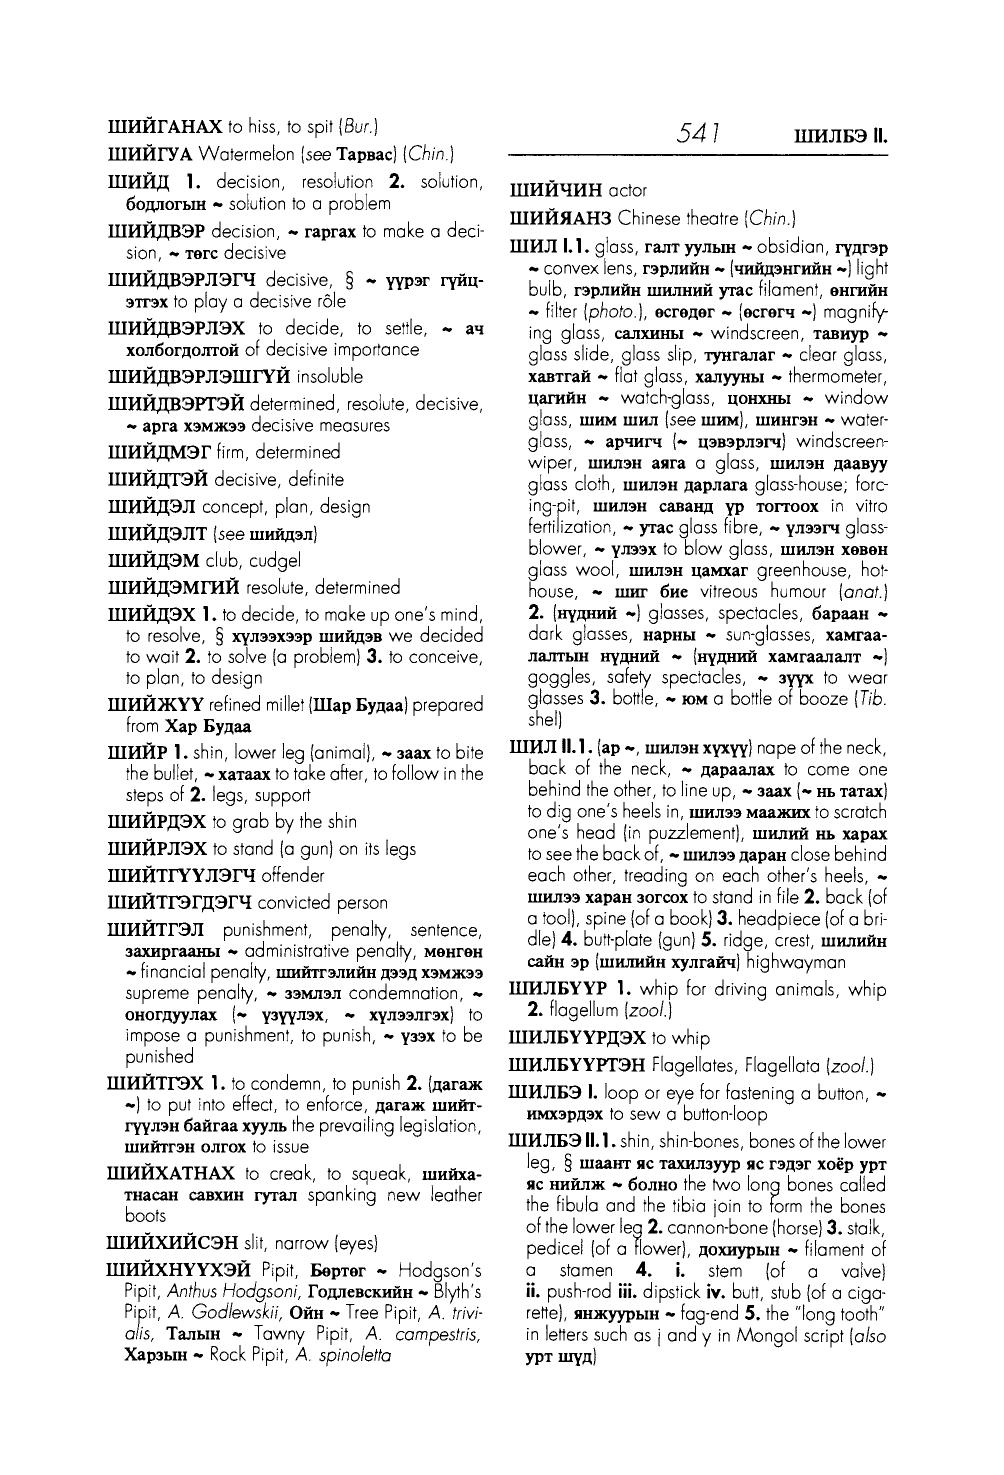 ШИЙГАНАХ to hiss, to spit (Bur.)
ШИЙГУА Watermelon (see Тарвас) (Chin.)
ШИЙД 1. decision, resolution 2. solution,
бодлогын ~ solution to a problem
ШИЙДВЭР decision, ~ гаргах to make a deci-
sion, ~ төгс decisive
ШИЙДВЭРЛЭГЧ decisive, § ~ үүрэг гүйц-
этгэх to play a decisive rôle
ШИЙДВЭРЛЭХ to decide, to settle, ~ ач
холбогдолтой of decisive importance
ШИЙДВЭРЛЭШГҮЙ insoluble
ШИЙДВЭРТЭЙ determined, resolute, decisive,
~ арга хэмжээ decisive measures
ШИЙДМЭГ firm, determined
ШИЙДТЭЙ decisive, definite
ШИЙДЭЛ concept, plan, design
ШИЙДЭЛТ (see шийдэл)
ШИЙДЭМ club, cudgel
ШИЙДЭМГИЙ resolute, determined
ШИЙДЭХ 1. to decide, to make up one's mind,
to resolve, § хүлээхээр шийдэв we decided
to wait 2. to solve (a problem) 3. to conceive,
to plan, to design
ШИЙЖҮҮ refined millet (Шар Будаа) prepared
from Хар Будаа
ШИЙР 1. shin, lower leg (animal), ~ заах to bite
the bullet, ~ хатаах to take after, to follow in the
steps of 2. legs, support
ШИЙРДЭХ to grab by the shin
ШИЙРЛЭХ to stand (a gun) on its legs
ШИЙТГҮҮЛЭГЧ offender
ШИЙТГЭГДЭГЧ convicted person
ШИЙТГЭЛ punishment, penalty, sentence,
захиргааны ~ administrative penalty, мөнгөн
~ financial penalty, шийтгэлийн дээд хэмжээ
supreme penalty, ~ зэмлэл condemnation, ~
оногдуулах (~ үзүүлэх, ~ хүлээлгэх) to
impose a punishment, to punish, ~ үзэх to be
punished
ШИЙТГЭХ 1. to condemn, to punish 2. (дагаж
~) to put into effect, to enforce, дагаж шийт-
гүүлэн байгаа хууль the prevailing legislation,
шийтгэн олгох to issue
ШИЙХАТНАХ to creak, to squeak, шийха-
тнасан савхин гутал spanking new leather
boots
ШИЙХИЙСЭН slit, narrow (eyes)
ШИЙХНҮҮХЭЙ Pipit, Бөртөг ~ Hodgson's
Pipit, Anthus Hodgsoni, Годлевскийн ~ Blyth's
Pipit, A. Godlewskii, Ойн ~ Tree Pipit, A. trivi-
alis, Талын ~ Tawny Pipit, A. campestris,
Харзын ~ Rock Pipit, A. spinoletta
541 ШИЛБЭ II.
ШИЙЧИН actor
ШИЙЯАНЗ Chinese theatre (Chin.)
ШИЛ I.1. glass, галт уулын ~ obsidian, гүдгэр
~ convex lens, гэрлийн ~ (чийдэнгийн ~) light
bulb, гэрлийн шилний утас filament, өнгийн
~ filter (photo.), өсгөдөг ~ (өсгөгч ~) magnify-
ing glass, салхины ~ windscreen, тавиур ~
glass slide, glass slip, тунгалаг ~ clear glass,
хавтгай ~ flat glass, халууны ~ thermometer,
цагийн ~ watch-glass, цонхны ~ window
glass, шим шил (see шим), шингэн ~ water-
glass, ~ арчигч (~ цэвэрлэгч) windscreen-
wiper, шилэн аяга a glass, шилэн даавуу
glass cloth, шилэн дарлага glass-house; forc-
ing-pit, шилэн саванд үр тогтоох in vitro
fertilization, ~ утас glass fibre, ~ үлээгч glass-
blower, ~ үлээх to blow glass, шилэн хөвөн
glass wool, шилэн цамхаг greenhouse, hot-
house, ~ шиг бие vitreous humour (anat.)
2. (нүдний ~) glasses, spectacles, бараан ~
dark glasses, нарны ~ sun-glasses, хамгаа-
лалтын нүдний ~ (нүдний хамгаалалт ~)
goggles, safety spectacles, ~ зүүх to wear
glasses 3. bottle, ~ юм a bottle of booze (Tib.
shel)
ШИЛ II.1. (ар ~, шилэн хүхүү) nape of the neck,
back of the neck, ~ дараалах to come one
behind the other, to line up, ~ заах (~ нь татах)
to dig one's heels in, шилээ маажих to scratch
one's head (in puzzlement), шилий нь харах
to see the back of, ~ шилээ даран close behind
each other, treading on each other's heels, ~
шилээ харан зогсох to stand in file 2. back (of
a tool), spine (of a book) 3. headpiece (of a bri-
dle) 4. butt-plate (gun) 5. ridge, crest, шилийн
сайн эр (шилийн хулгайч) highwayman
ШИЛБҮҮР 1. whip for driving animals, whip
2. flagellum (zool.)
ШИЛБҮҮРДЭХ to whip
ШИЛБҮҮРТЭН Flagellates, Flagellata (zool.)
ШИЛБЭ I. loop or eye for fastening a button, ~
имхэрдэх to sew a button-loop
ШИЛБЭ II.1. shin, shin-bones, bones of the lower
leg, § шаант яс тахилзуур яс гэдэг хоёр урт
яс нийлж ~ болно the two long bones called
the fibula and the tibia join to form the bones
of the lower leg 2. cannon-bone (horse) 3. stalk,
pedicel (of a flower), дохиурын ~ filament of
a stamen 4. i. stem (of a valve)
ii. push-rod iii. dipstick iv. butt, stub (of a ciga-
rette), янжуурын ~ fag-end 5. the "long tooth"
in letters such as j and y in Mongol script (also
урт шүд)